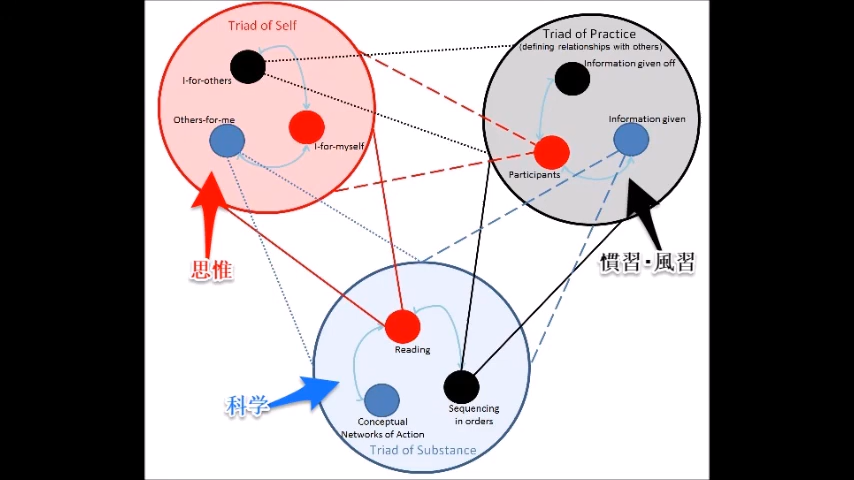 Triad of Self
I-for-others
Others-for-me
I-for-myself
Triad of Practice
(defining relationships with others)
Information given off
Information given
Participants
思惟
慣習・風習
Reading
科学
Sequencing
in orders
Conceptual
Networks of Action
Triad of Substance